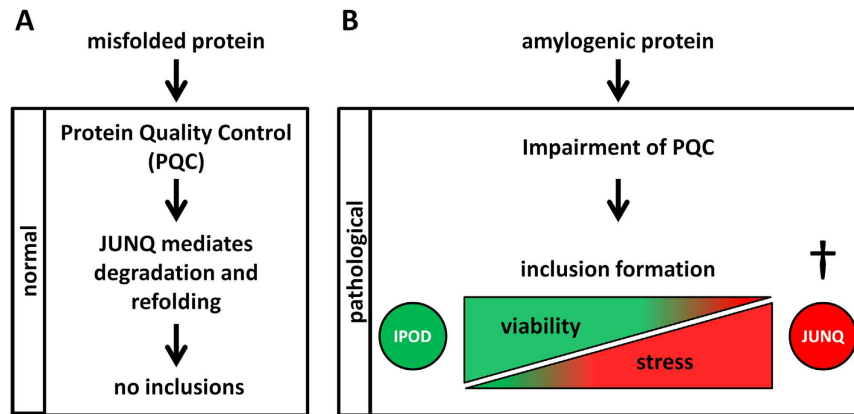 A
misfolded protein
normal
Protein Quality Control
(PQC)
JUNQ mediates
degradation and
refolding
no inclusions
B
amylogenic protein
pathological
Impairment of PQC
inclusion formation
†
IPOD
viability
stress
JUNQ